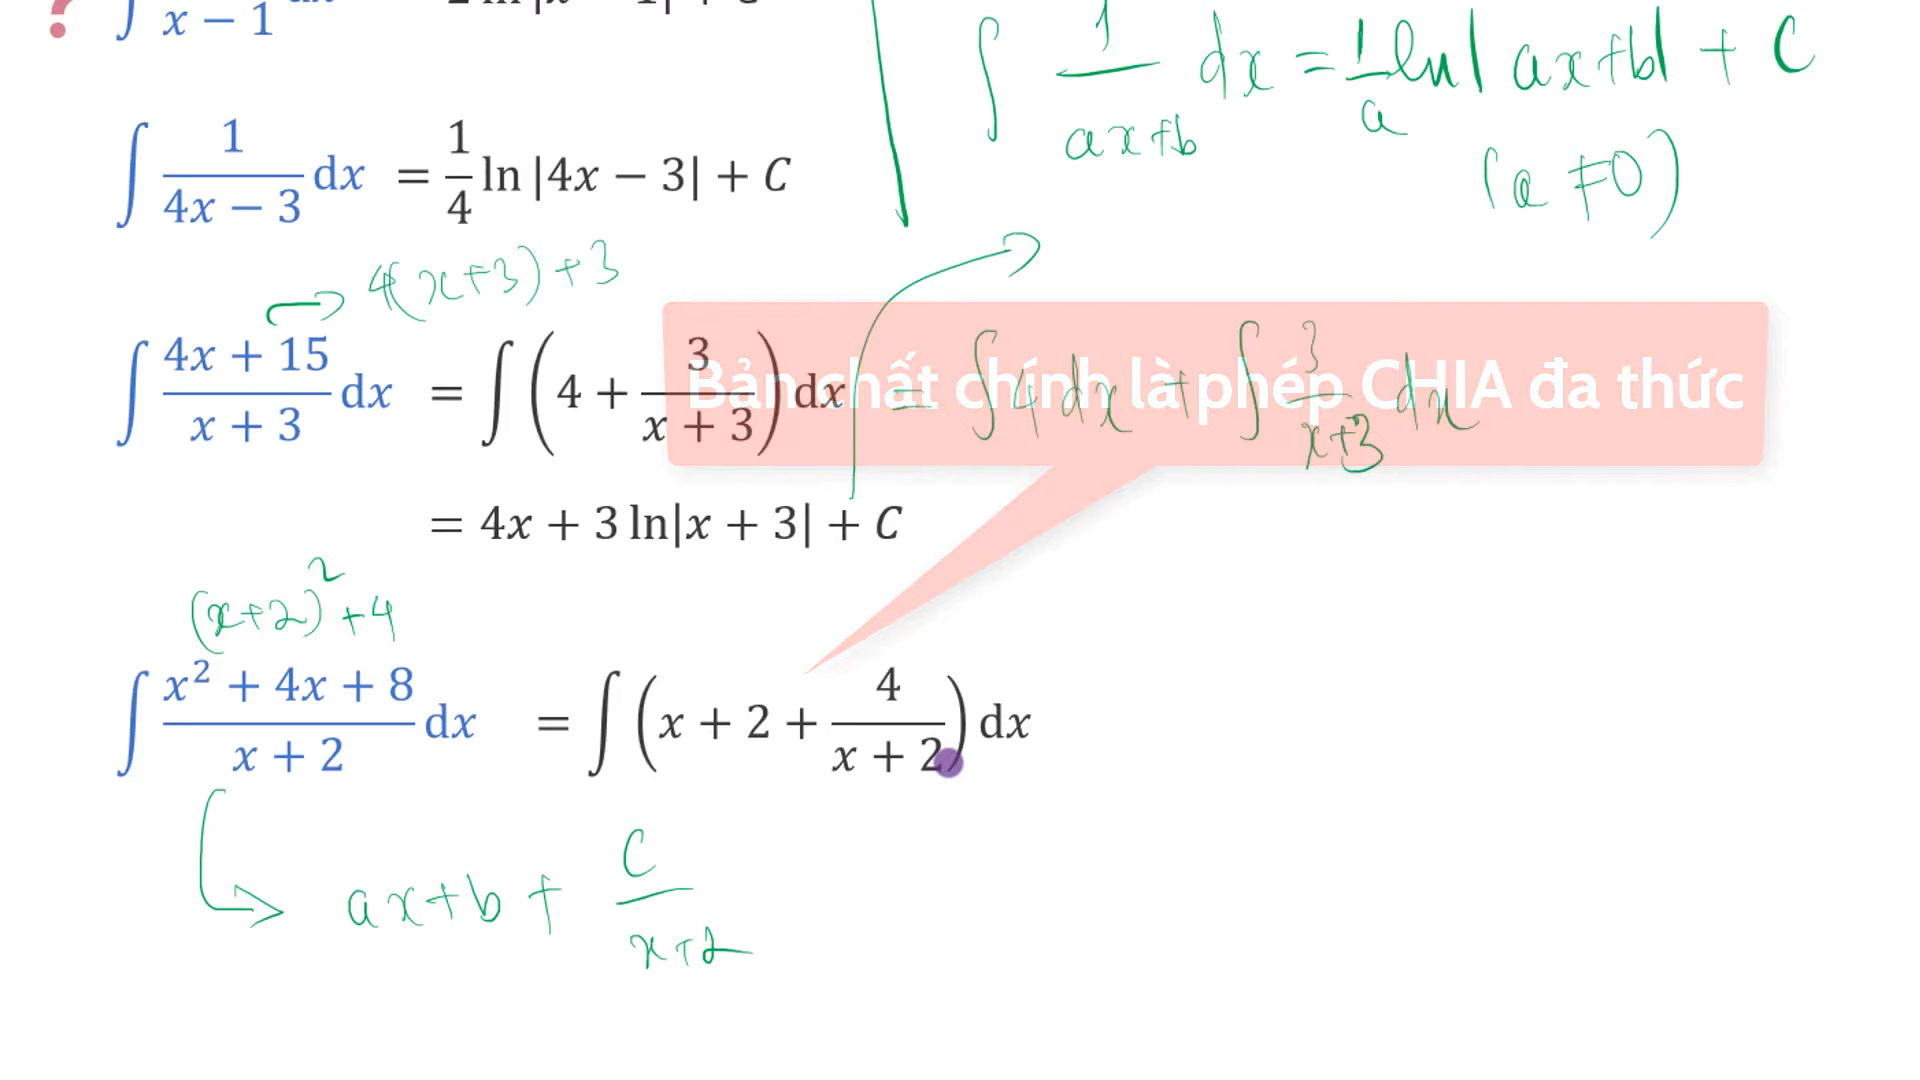 ?
∫ x − 1 dx
∫ 1/(ax+b) dx = 1/a ln|ax+b| + C
(a ≠ 0)
∫ 1/(4x − 3) dx = 1/4 ln |4x − 3| + C
4(x+3)+3
∫ (4x + 15)/(x + 3) dx = ∫ (4 + 3/(x + 3)) dx = ∫ 4 dx + ∫ 3/(x+3) dx
Bản chất chính là phép CHIA đa thức
= 4x + 3 ln|x + 3| + C
(x+2)² + 4
∫ (x² + 4x + 8)/(x + 2) dx = ∫ (x + 2 + 4/(x + 2)) dx
ax+b + C/(x+2)